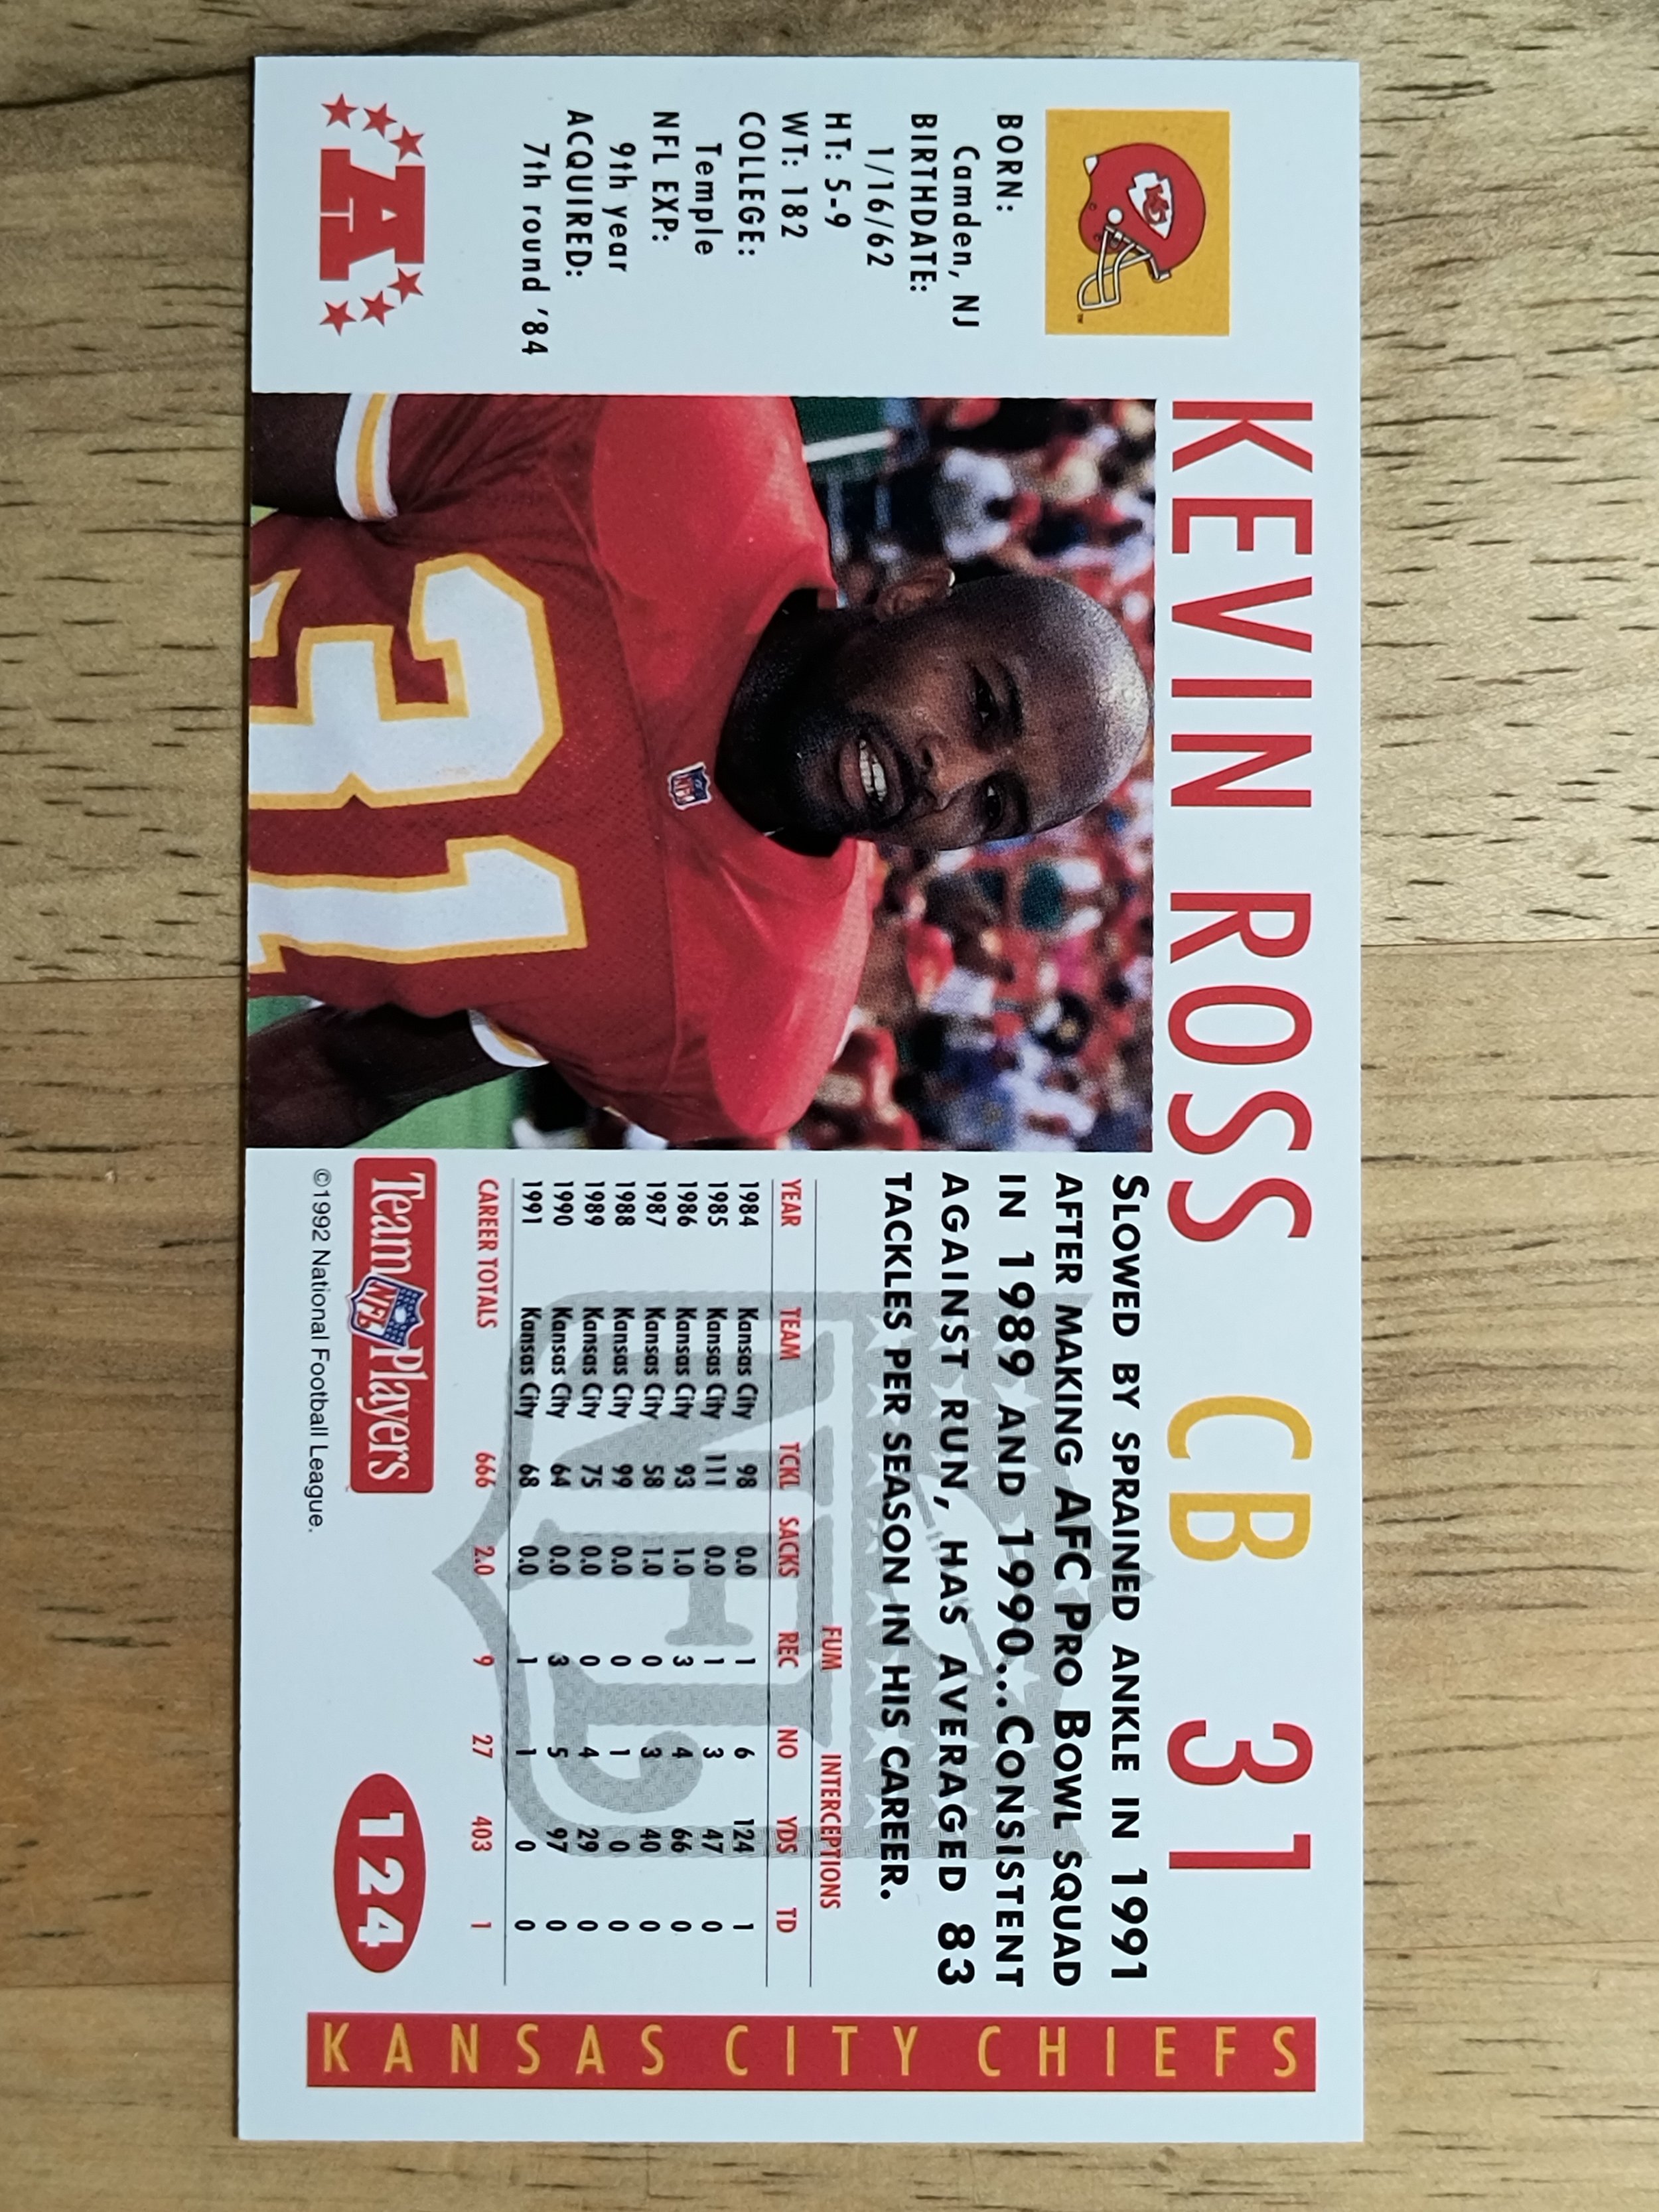 KEVIN ROSS CB 31
BORN:
Camden, NJ
BIRTHDATE:
1/16/62
HT: 5-9
WT: 182
COLLEGE:
Temple
NFL EXP:
9th year
ACQUIRED:
7th round '84
A
31
NFL
SLOWED BY SPRAINED ANKLE IN 1991
AFTER MAKING AFC PRO BOWL SQUAD
IN 1989 AND 1990...CONSISTENT
AGAINST RUN, HAS AVERAGED 83
TACKLES PER SEASON IN HIS CAREER.
NFL
FUM INTERCEPTIONS
YEAR TEAM TCKL SACKS REC NO YDS TD
1984 Kansas City 98 0.0 1 6 124 1
1985 Kansas City 111 0.0 1 3 47 0
1986 Kansas City 93 1.0 3 4 66 0
1987 Kansas City 58 1.0 0 3 40 0
1988 Kansas City 99 0.0 0 1 0 0
1989 Kansas City 75 0.0 0 4 29 0
1990 Kansas City 64 0.0 3 5 97 0
1991 Kansas City 68 0.0 1 1 0 0
CAREER TOTALS 666 2.0 9 27 403 1
Team NFL Players
124
©1992 National Football League.
KANSAS CITY CHIEFS